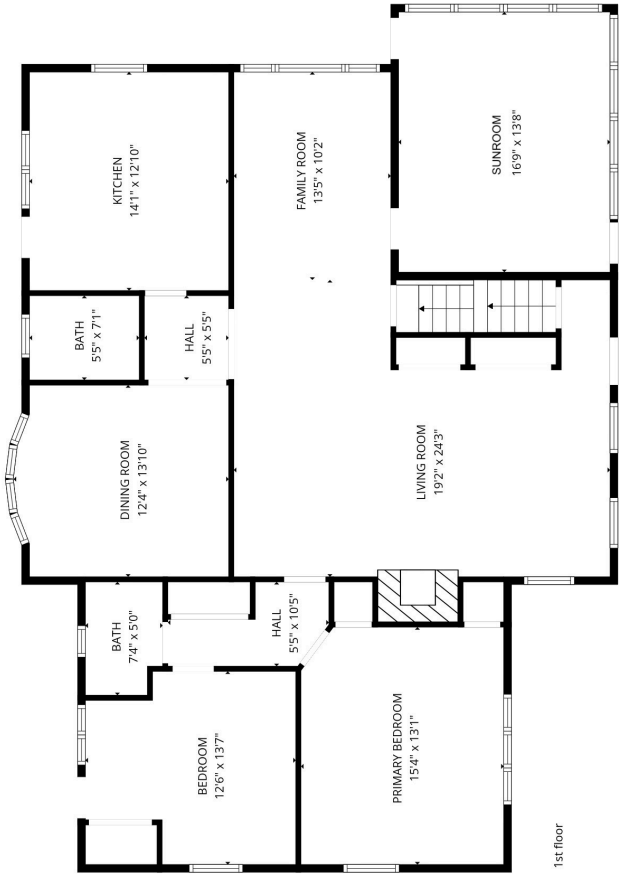 SUNROOM
16'9" x 13'8"
KITCHEN
14'1" x 12'10"
FAMILY ROOM
13'5" x 10'2"
BATH
5'5" x 7'1"
HALL
5'5" x 5'5"
DINING ROOM
12'4" x 13'10"
LIVING ROOM
19'2" x 24'3"
BATH
7'4" x 5'0"
HALL
5'5" x 10'5"
BEDROOM
12'6" x 13'7"
PRIMARY BEDROOM
15'4" x 13'1"
1st floor